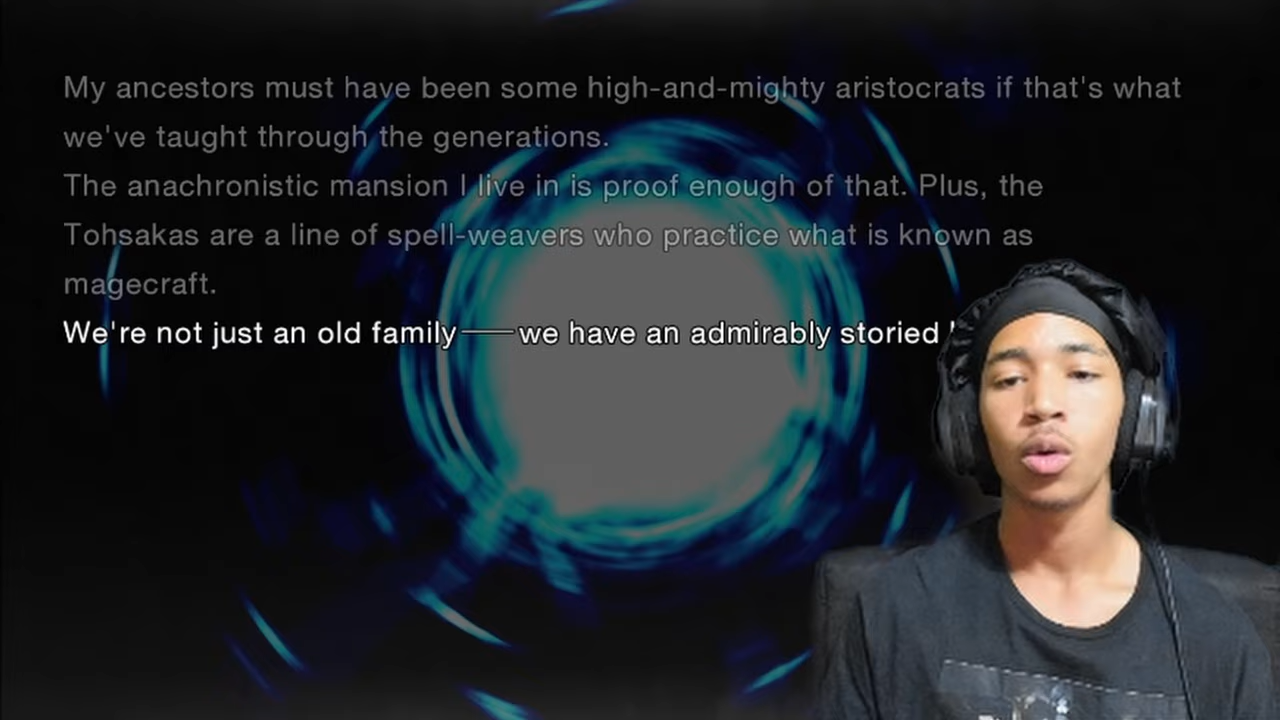 My ancestors must have been some high-and-mighty aristocrats if that's what
we've taught through the generations.
The anachronistic mansion I live in is proof enough of that. Plus, the
Tohsakas are a line of spell-weavers who practice what is known as
magecraft.
We're not just an old family──we have an admirably storied